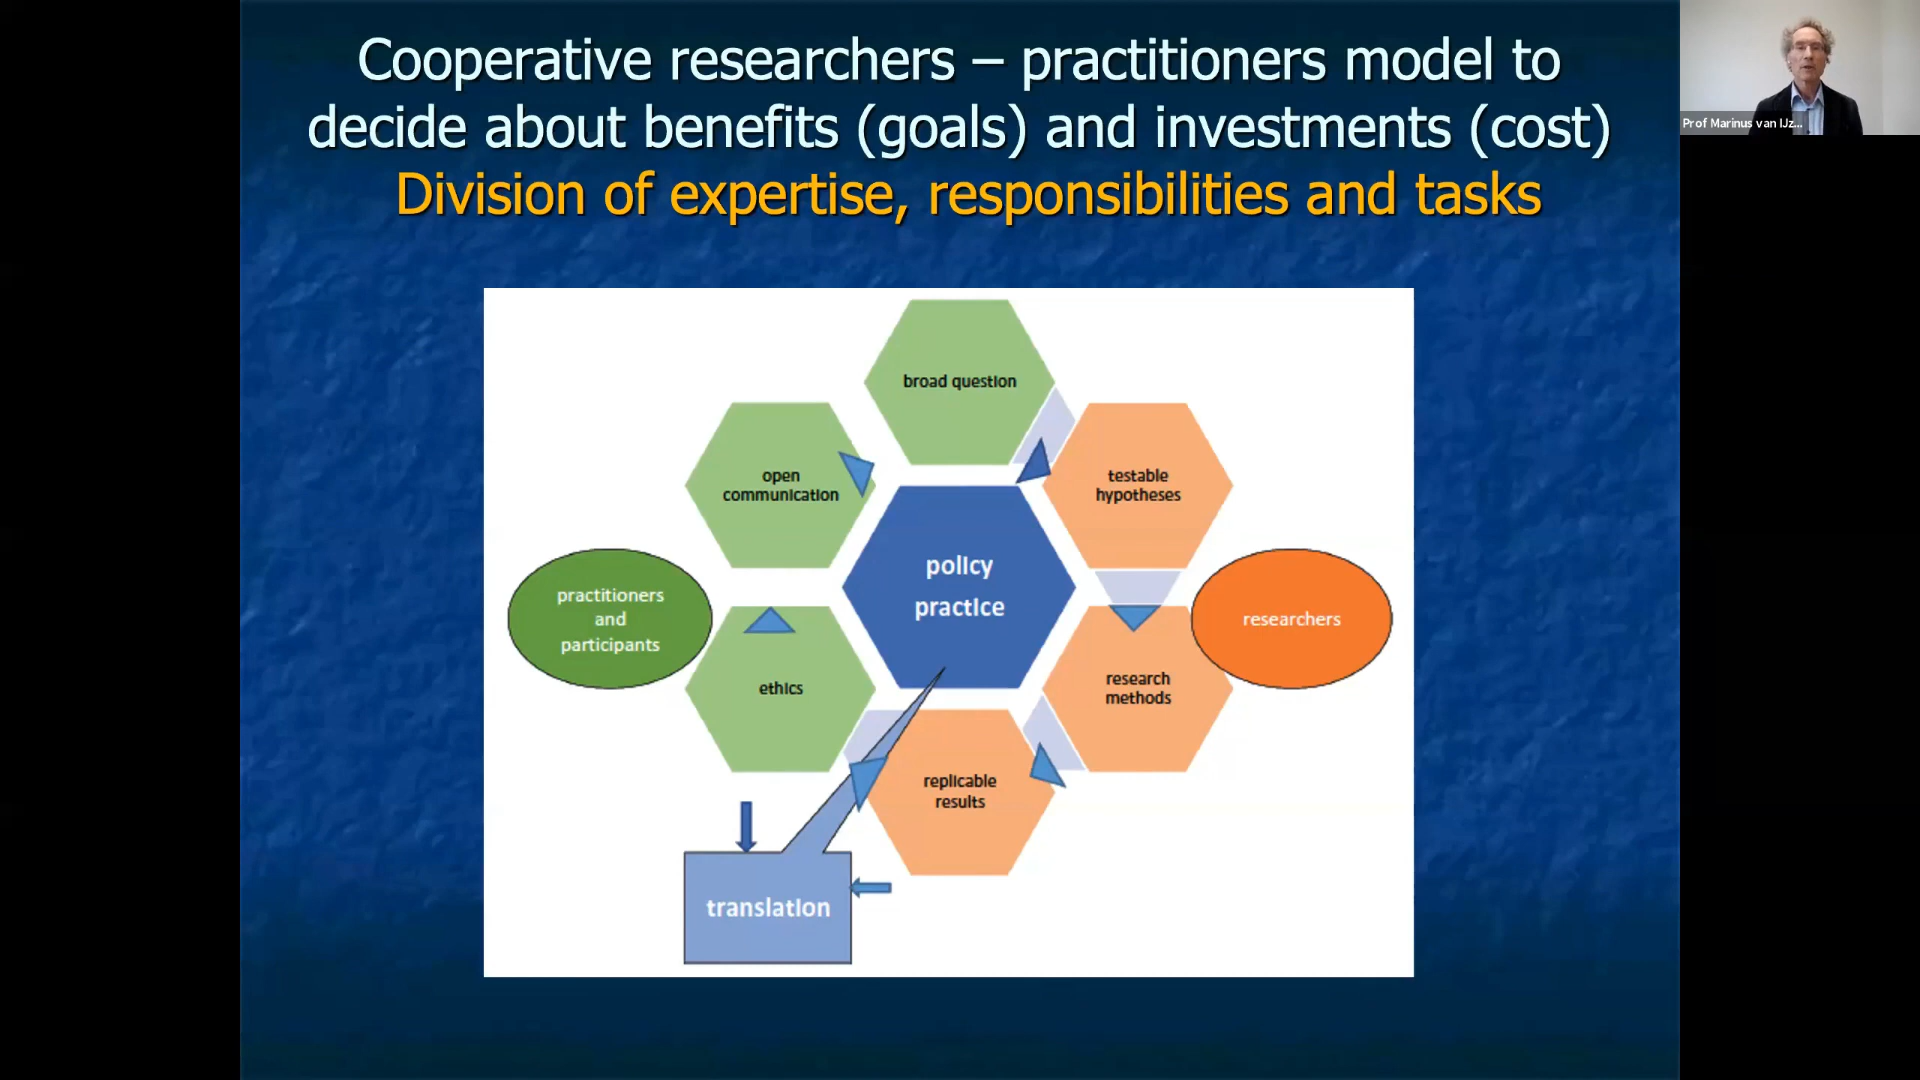 Cooperative researchers – practitioners model to
decide about benefits (goals) and investments (cost)
Division of expertise, responsibilities and tasks
Prof Marinus van IJz...
broad question
open
communication
testable
hypotheses
policy
practice
practitioners
and
participants
researchers
ethics
research
methods
replicable
results
translation